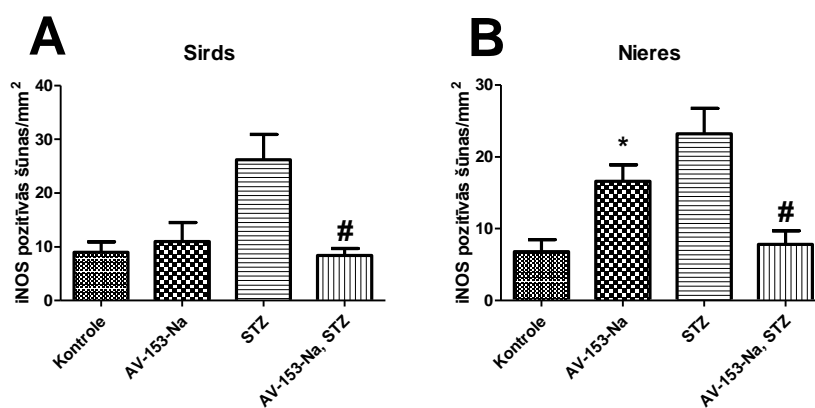 A
Sirds
iNOS pozitīvās šūnas/mm²
40
30
20
10
0
#
Kontrole
AV-153-Na
STZ
AV-153-Na, STZ
B
Nieres
iNOS pozitīvās šūnas/mm²
30
20
10
0
*
#
Kontrole
AV-153-Na
STZ
AV-153-Na, STZ